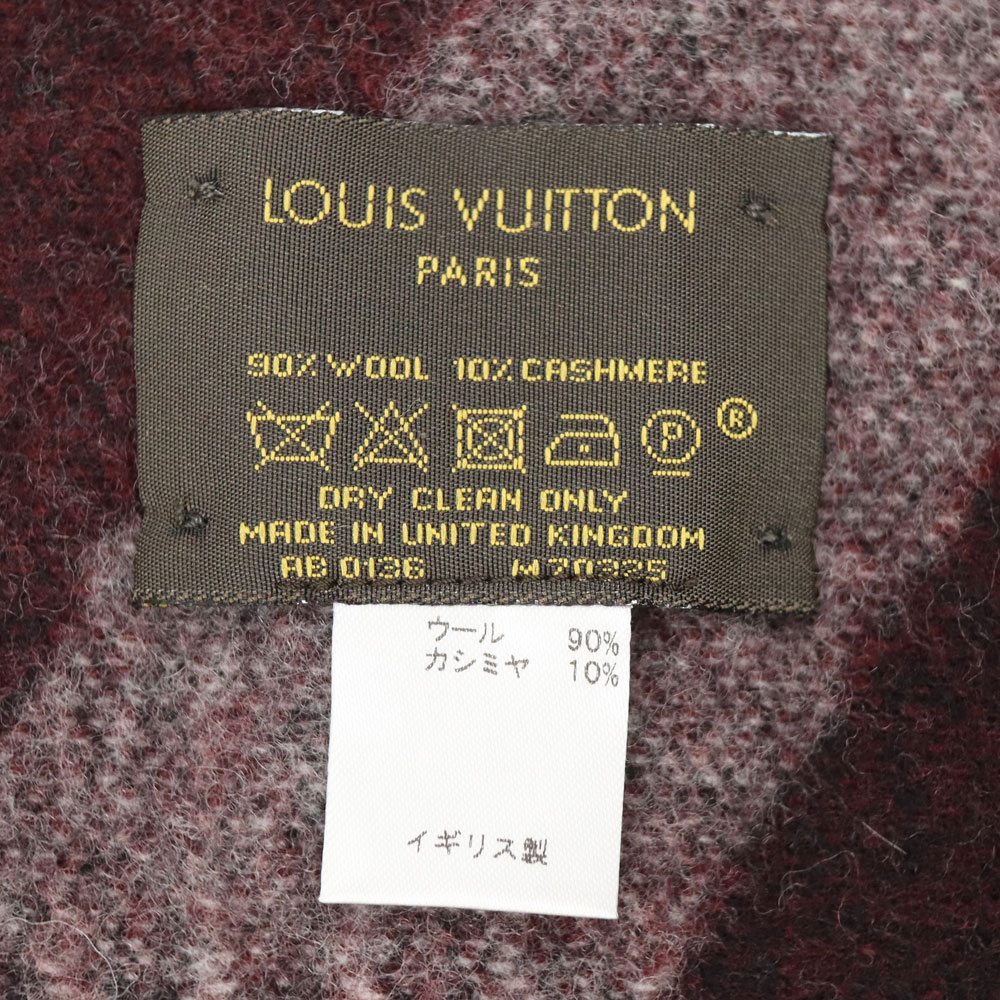 LOUIS VUITTON
PARIS
90% WOOL 10% CASHMERE
P ®
DRY CLEAN ONLY
MADE IN UNITED KINGDOM
AB 0136 M70325
ウール 90%
カシミヤ 10%
イギリス製